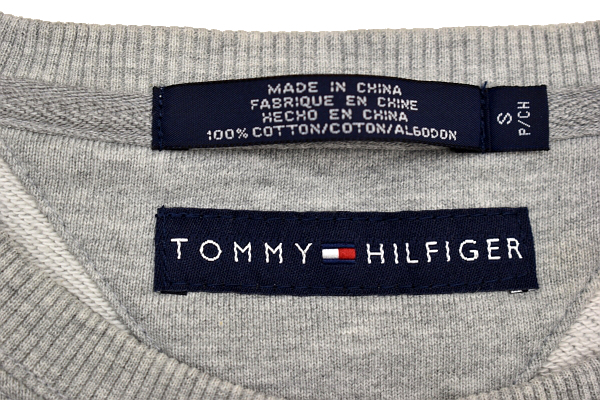 MADE IN CHINA
FABRIQUE EN CHINE
HECHO EN CHINA
100% COTTON/COTON/ALGODON
S
P/CH
TOMMY HILFIGER